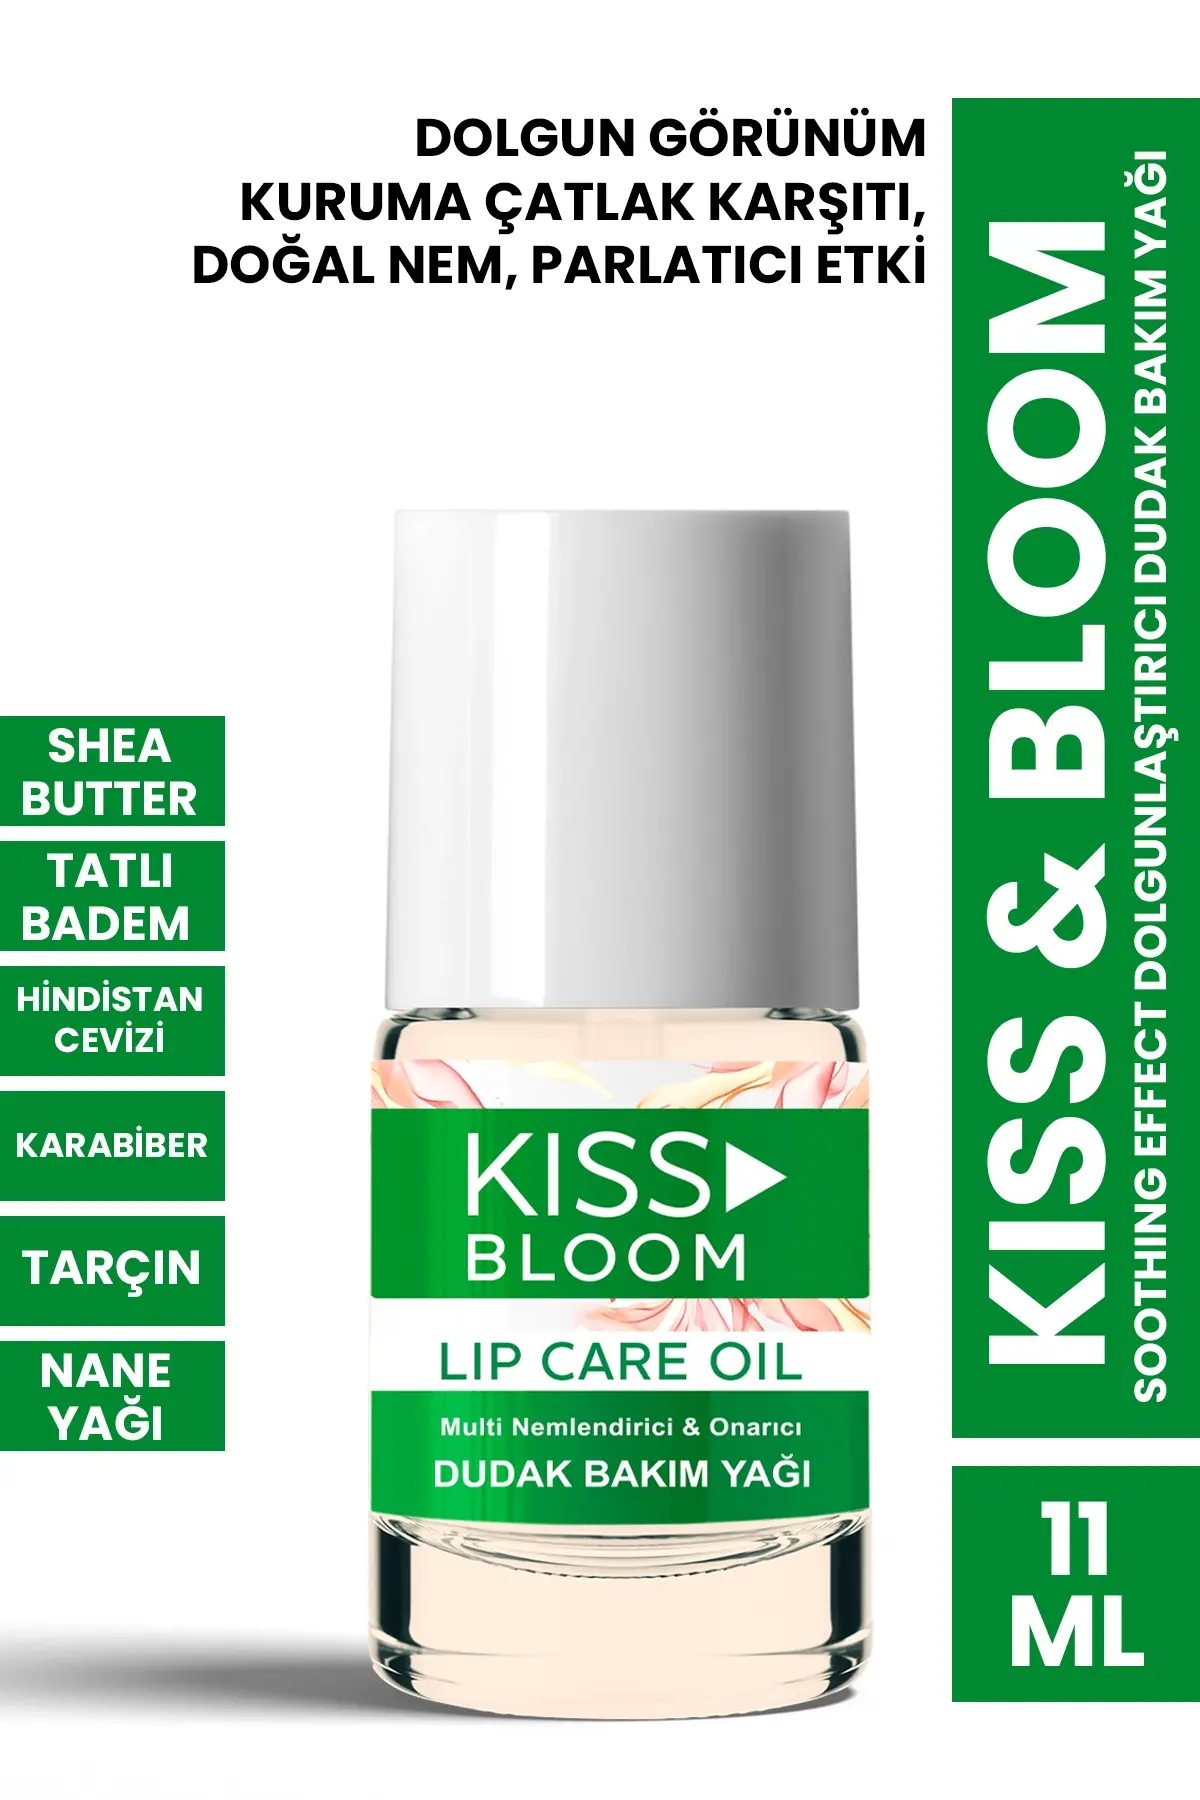 DOLGUN GÖRÜNÜM
KURUMA ÇATLAK KARŞITI,
DOĞAL NEM, PARLATICI ETKİ
KISS & BLOOM
SOOTHING EFFECT DOLGUNLAŞTIRICI DUDAK BAKIM YAĞI
SHEA
BUTTER
TATLI
BADEM
HİNDİSTAN
CEVİZİ
KARABİBER
TARÇIN
NANE
YAĞI
KISS
BLOOM
LIP CARE OIL
Multi Nemlendirici & Onarıcı
DUDAK BAKIM YAĞI
11
ML